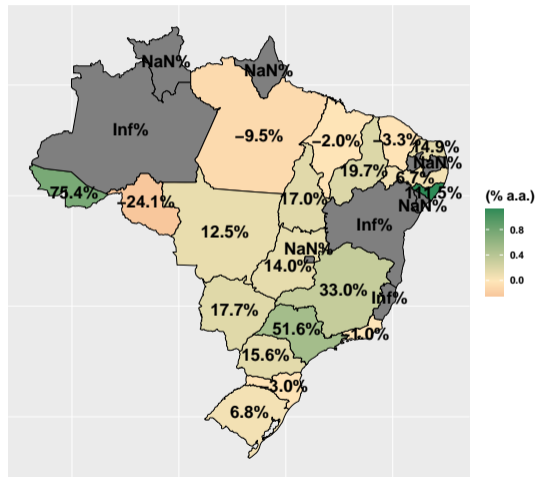 NaN%
NaN%
Inf%
−9.5%
−2.0%
−3.3%
14.9%
NaN%
19.7%
6.7%
75.4%
−24.1%
17.0%
NaN%
(% a.a.)
Inf%
12.5%
0.8
NaN%
0.4
14.0%
0.0
33.0%
Inf%
17.7%
51.6%
−1.0%
15.6%
−3.0%
6.8%